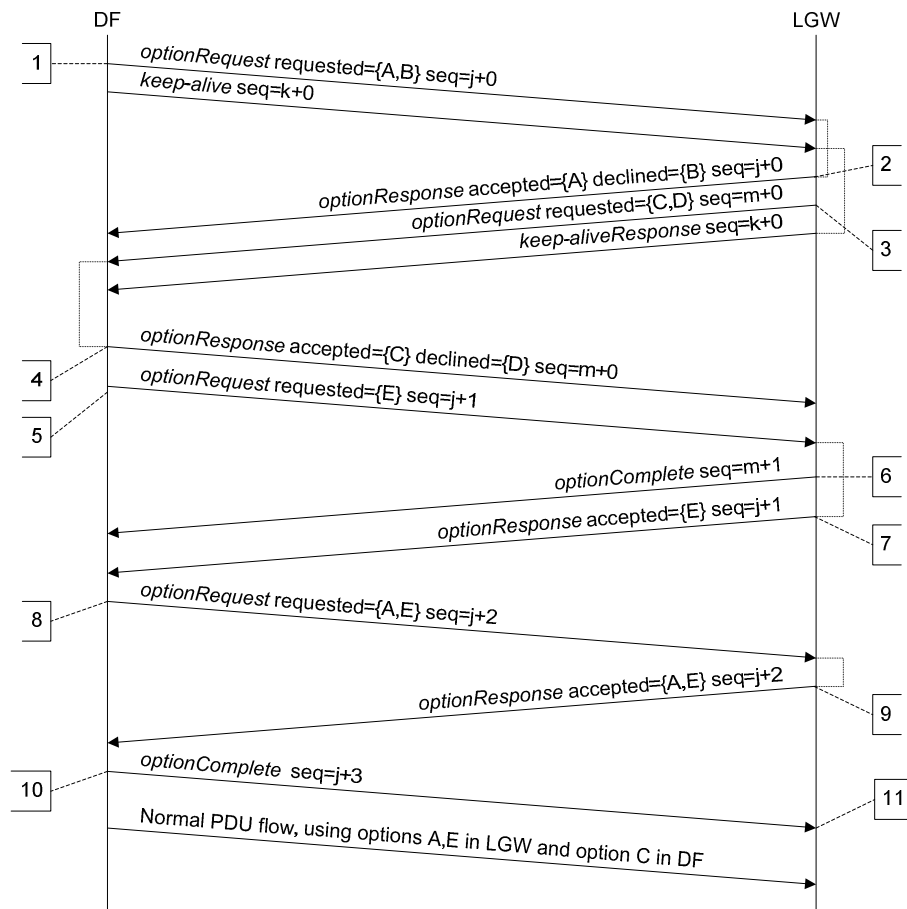 DF
LGW
1
optionRequest requested={A,B} seq=j+0
keep-alive seq=k+0
2
optionResponse accepted={A} declined={B} seq=j+0
optionRequest requested={C,D} seq=m+0
keep-aliveResponse seq=k+0
3
optionResponse accepted={C} declined={D} seq=m+0
4
optionRequest requested={E} seq=j+1
5
optionComplete seq=m+1
6
optionResponse accepted={E} seq=j+1
7
optionRequest requested={A,E} seq=j+2
8
optionResponse accepted={A,E} seq=j+2
9
optionComplete seq=j+3
10
11
Normal PDU flow, using options A,E in LGW and option C in DF